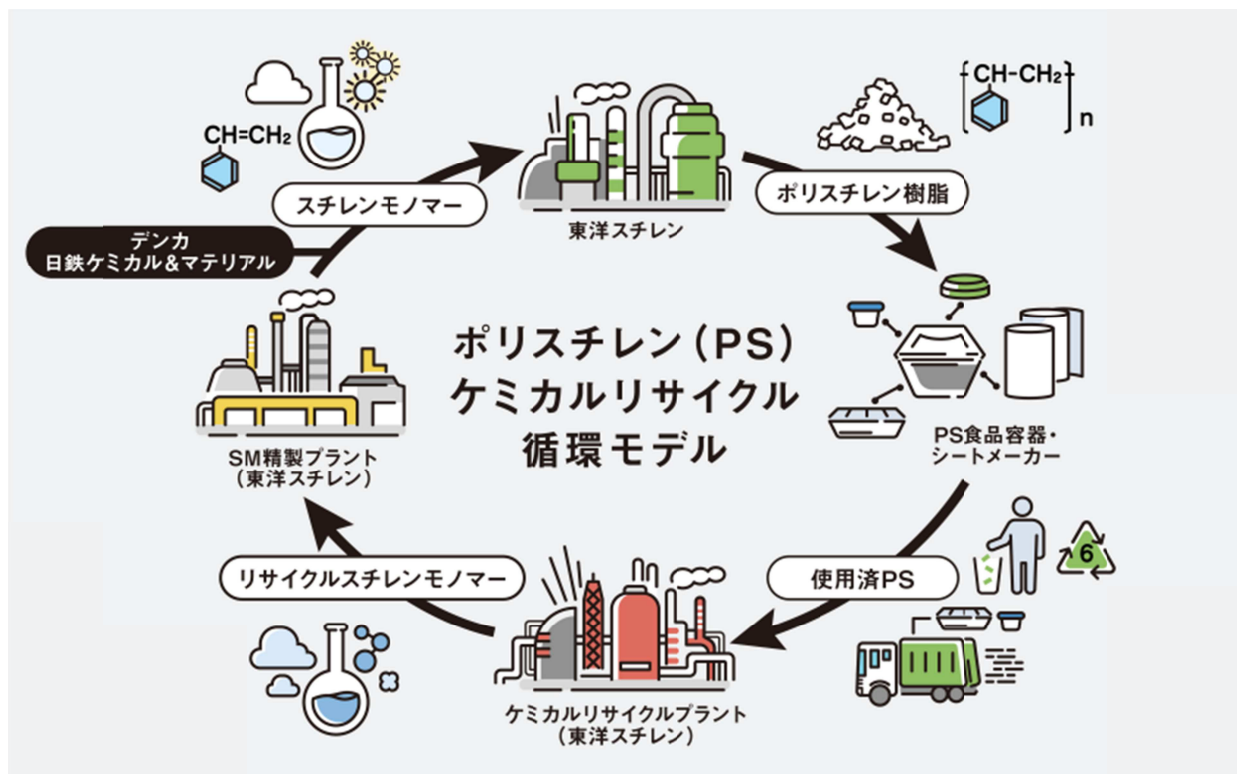 CH=CH₂
スチレンモノマー
デンカ
日鉄ケミカル&マテリアル
東洋スチレン
CH-CH₂
n
ポリスチレン樹脂
ポリスチレン(PS)
ケミカルリサイクル
循環モデル
PS食品容器・
シートメーカー
6
使用済PS
ケミカルリサイクルプラント
(東洋スチレン)
リサイクルスチレンモノマー
SM精製プラント
(東洋スチレン)